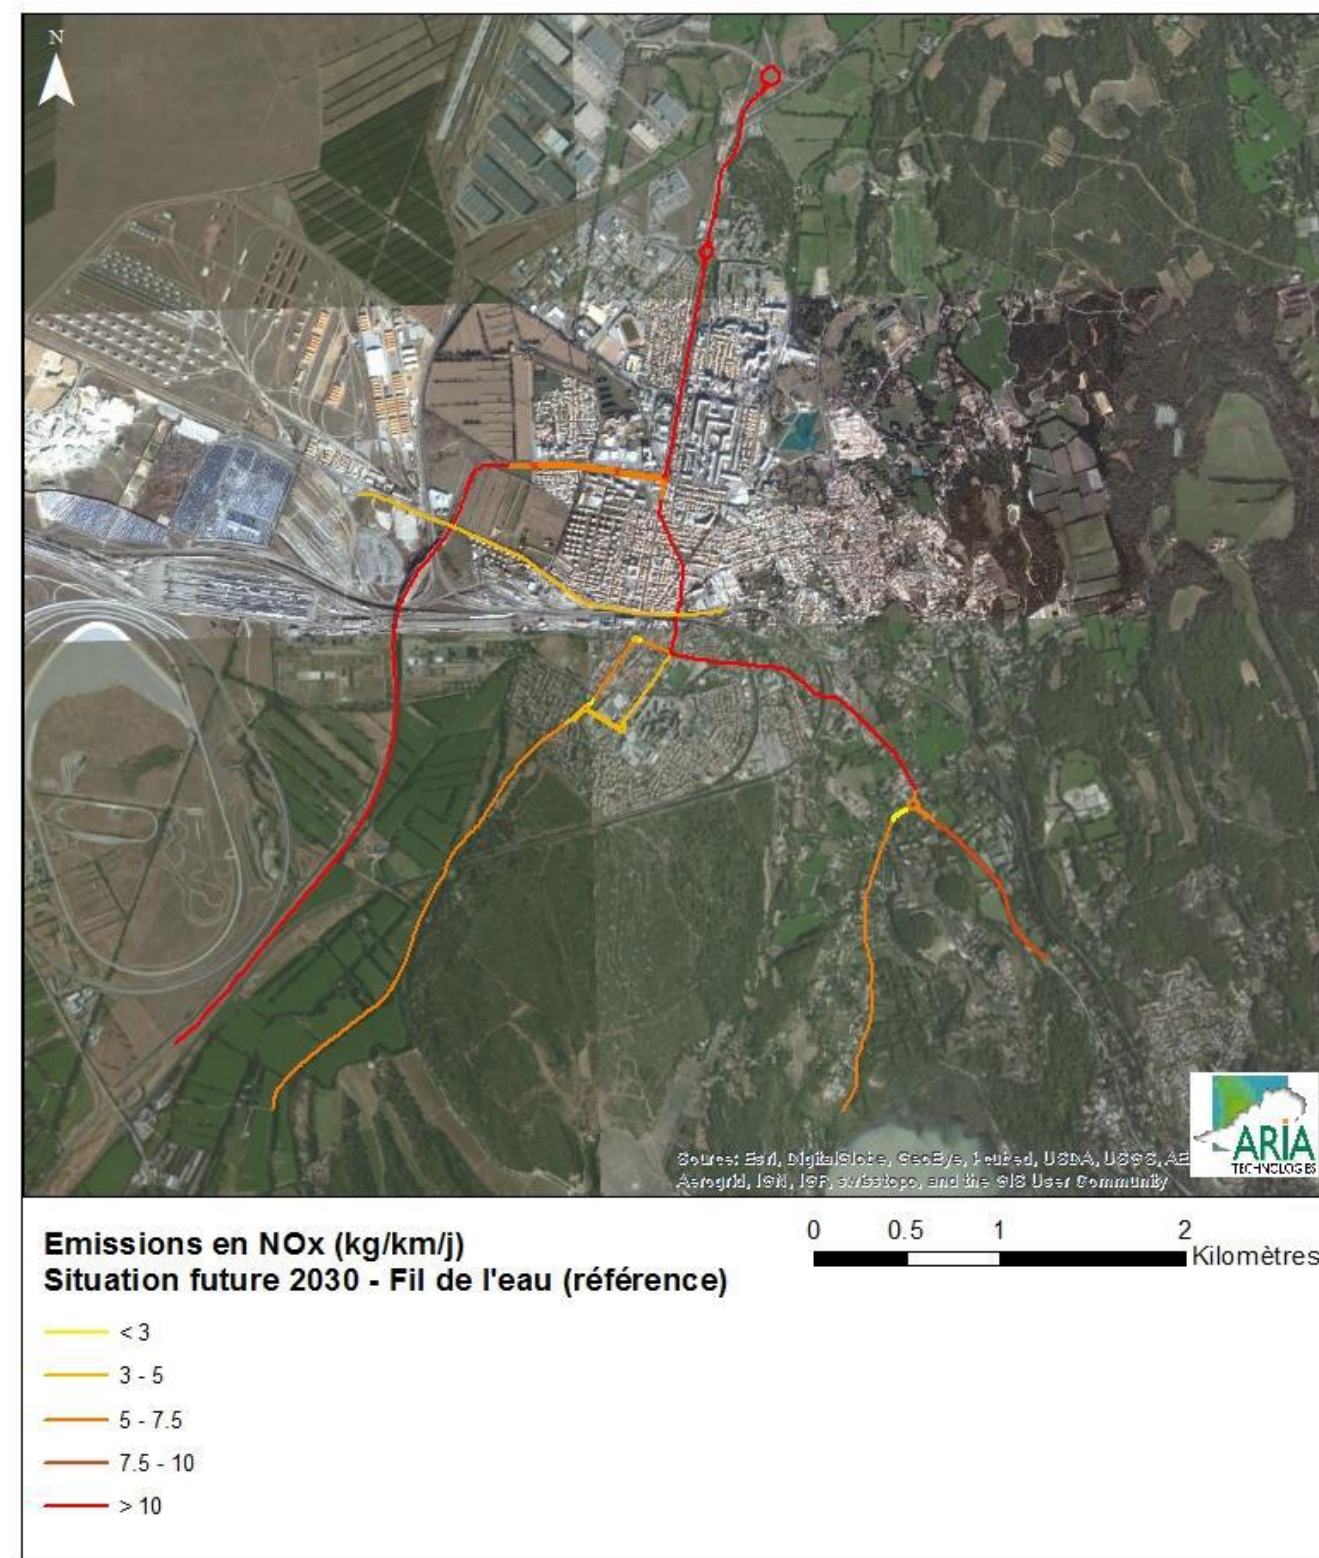 N
Source: Esri, DigitalGlobe, GeoEye, i-cubed, USDA, USGS, AE
Aerogrid, IGN, IGP, swisstopo, and the GIS User Community
ARIA
TECHNOLOGIES
Emissions en NOx (kg/km/j)
Situation future 2030 - Fil de l'eau (référence)
0 0.5 1 2
Kilomètres
< 3
3 - 5
5 - 7.5
7.5 - 10
> 10